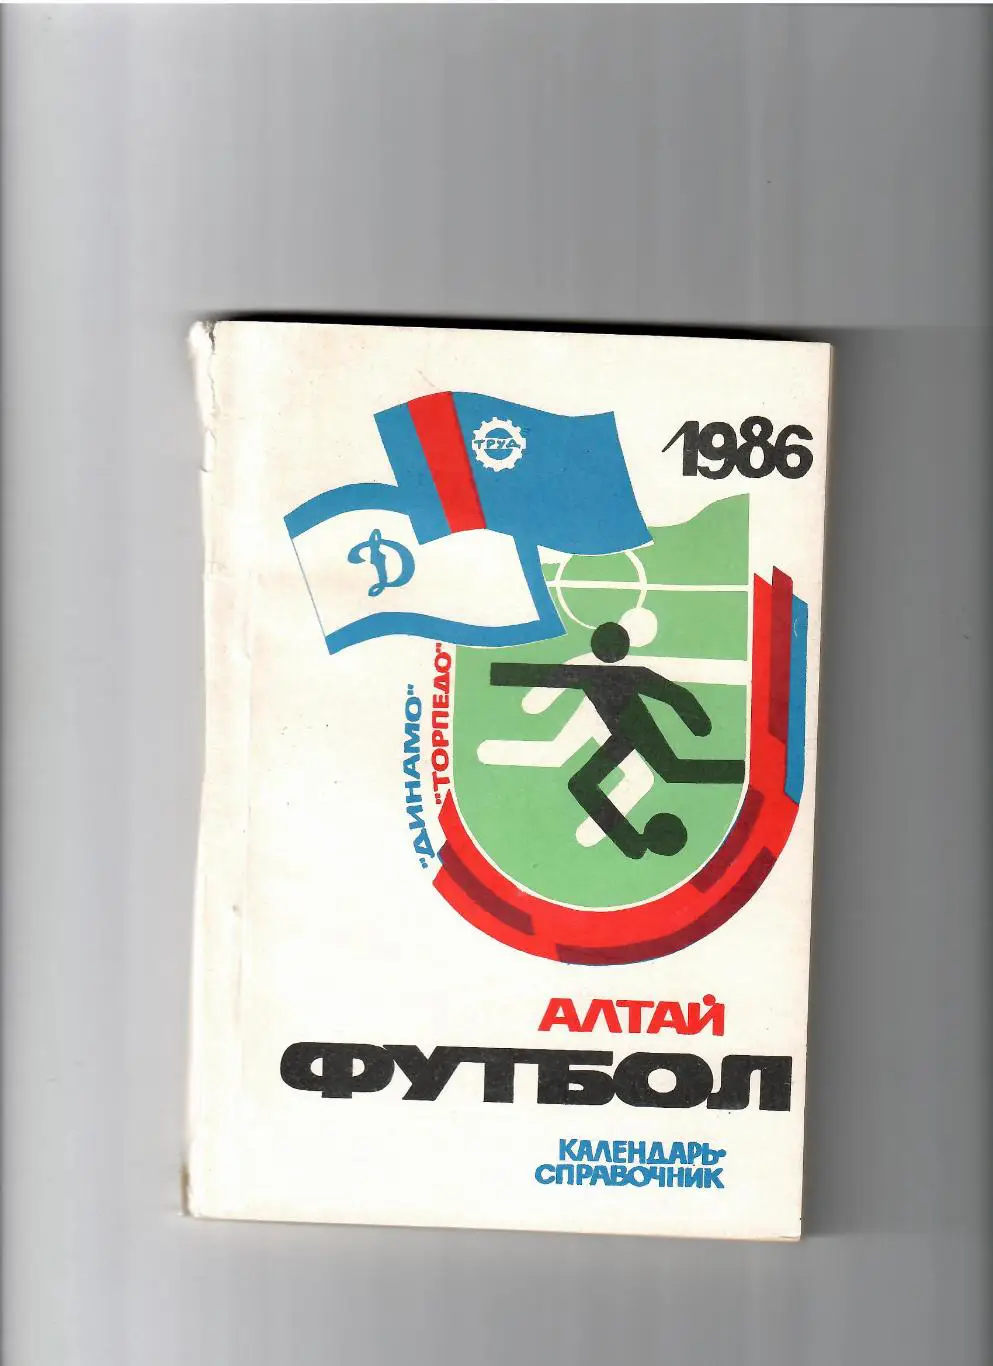 1986
ТРУД
Д
"ДИНАМО"
"ТОРПЕДО"
АЛТАЙ
ФУТБОЛ
КАЛЕНДАРЬ-
СПРАВОЧНИК